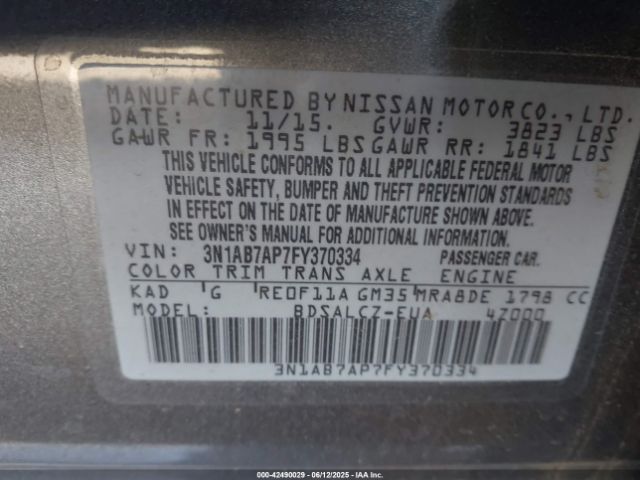 MANUFACTURED BY NISSAN MOTOR CO., LTD.
DATE: 11/15. GVWR: 3823 LBS
GAWR FR: 1995 LBS GAWR RR: 1841 LBS
THIS VEHICLE CONFORMS TO ALL APPLICABLE FEDERAL MOTOR
VEHICLE SAFETY, BUMPER AND THEFT PREVENTION STANDARDS
IN EFFECT ON THE DATE OF MANUFACTURE SHOWN ABOVE.
SEE OWNER'S MANUAL FOR ADDITIONAL INFORMATION.
VIN: 3N1AB7AP7FY370334 PASSENGER CAR.
COLOR TRIM TRANS AXLE ENGINE
KAD G RE0F11A GM35 MRA8DE 1798 CC
MODEL: BDSALCZ-EUA 4Z000
3N1AB7AP7FY370334
000-42490029 - 06/12/2025 - IAA Inc.